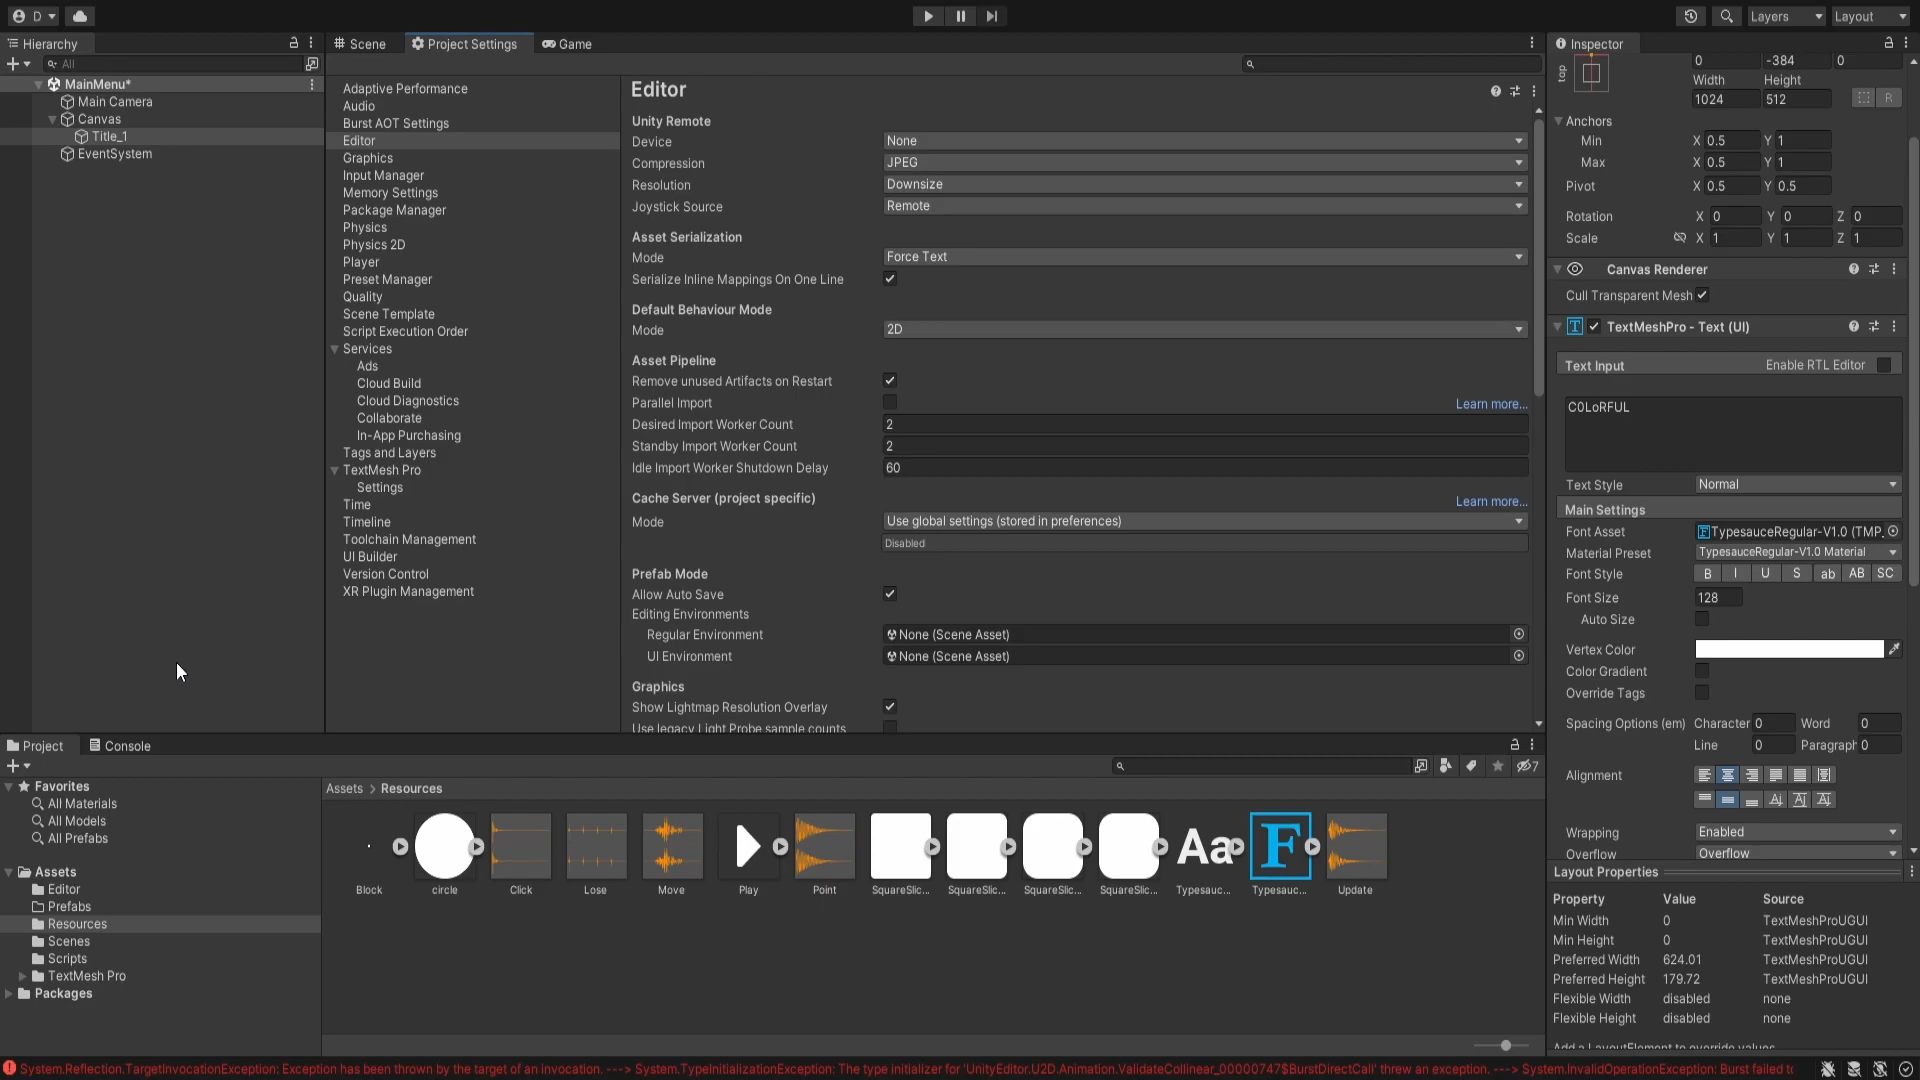 D
Layers
Layout
Hierarchy
All
MainMenu*
Main Camera
Canvas
Title_1
EventSystem
Scene
Project Settings
Game
Adaptive Performance
Audio
Burst AOT Settings
Editor
Graphics
Input Manager
Memory Settings
Package Manager
Physics
Physics 2D
Player
Preset Manager
Quality
Scene Template
Script Execution Order
Services
Ads
Cloud Build
Cloud Diagnostics
Collaborate
In-App Purchasing
Tags and Layers
TextMesh Pro
Settings
Time
Timeline
Toolchain Management
UI Builder
Version Control
XR Plugin Management
Editor
Unity Remote
Device None
Compression JPEG
Resolution Downsize
Joystick Source Remote
Asset Serialization
Mode Force Text
Serialize Inline Mappings On One Line
Default Behaviour Mode
Mode 2D
Asset Pipeline
Remove unused Artifacts on Restart
Parallel Import Learn more...
Desired Import Worker Count 2
Standby Import Worker Count 2
Idle Import Worker Shutdown Delay 60
Cache Server (project specific) Learn more...
Mode Use global settings (stored in preferences)
Disabled
Prefab Mode
Allow Auto Save
Editing Environments
Regular Environment None (Scene Asset)
UI Environment None (Scene Asset)
Graphics
Show Lightmap Resolution Overlay
Use legacy Light Probe sample counts
Inspector
top 0 -384 0
Width Height
1024 512 R
Anchors
Min X 0.5 Y 1
Max X 0.5 Y 1
Pivot X 0.5 Y 0.5
Rotation X 0 Y 0 Z 0
Scale X 1 Y 1 Z 1
Canvas Renderer
Cull Transparent Mesh
TextMeshPro - Text (UI)
Text Input Enable RTL Editor
C0LoRFUL
Text Style Normal
Main Settings
Font Asset TypesauceRegular-V1.0 (TMP_
Material Preset TypesauceRegular-V1.0 Material
Font Style B I U S ab AB SC
Font Size 128
Auto Size
Vertex Color
Color Gradient
Override Tags
Spacing Options (em) Character 0 Word 0
Line 0 Paragraph 0
Alignment
Wrapping Enabled
Overflow Overflow
Layout Properties
Property Value Source
Min Width 0 TextMeshProUGUI
Min Height 0 TextMeshProUGUI
Preferred Width 624.01 TextMeshProUGUI
Preferred Height 179.72 TextMeshProUGUI
Flexible Width disabled none
Flexible Height disabled none
Add a LayoutElement to override values
Project
Console
7
Favorites
All Materials
All Models
All Prefabs
Assets
Editor
Prefabs
Resources
Scenes
Scripts
TextMesh Pro
Packages
Assets > Resources
Aa F
Block circle Click Lose Move Play Point SquareSlic... SquareSlic... SquareSlic... SquareSlic... Typesauc... Typesauc... Update
System.Reflection.TargetInvocationException: Exception has been thrown by the target of an invocation. ---> System.TypeInitializationException: The type initializer for 'UnityEditor.U2D.Animation.ValidateCollinear_00000747$BurstDirectCall' threw an exception. ---> System.InvalidOperationException: Burst failed to